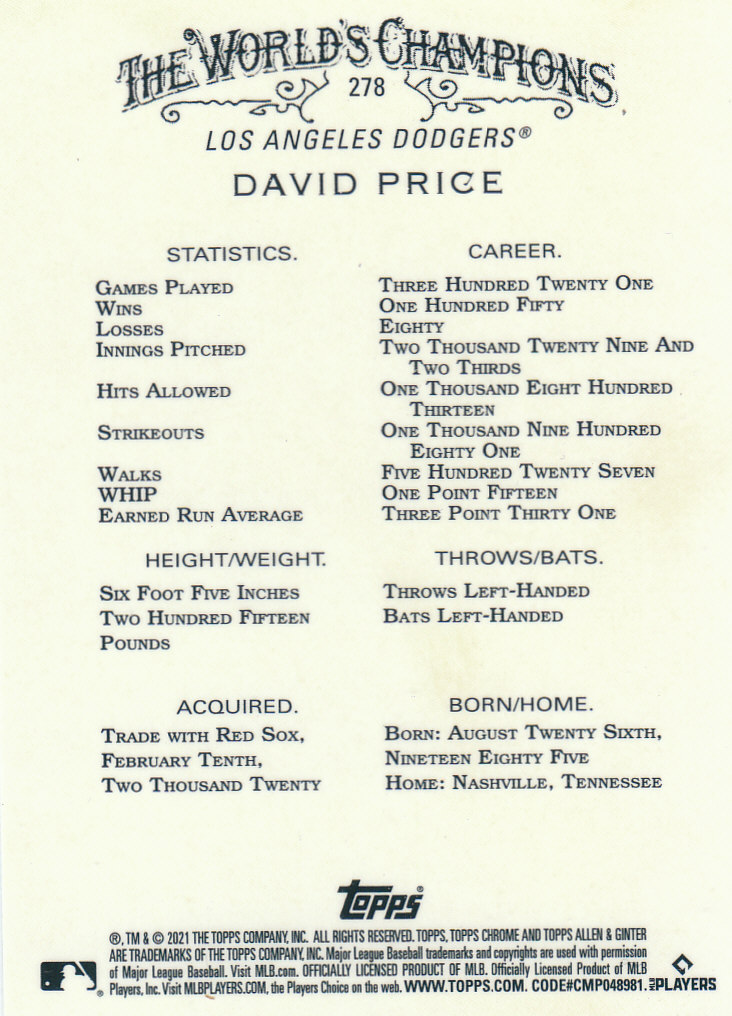 THE WORLD'S CHAMPIONS
278
LOS ANGELES DODGERS®
DAVID PRICE
STATISTICS.
GAMES PLAYED
WINS
LOSSES
INNINGS PITCHED
HITS ALLOWED
STRIKEOUTS
WALKS
WHIP
EARNED RUN AVERAGE
CAREER.
THREE HUNDRED TWENTY ONE
ONE HUNDRED FIFTY
EIGHTY
TWO THOUSAND TWENTY NINE AND
TWO THIRDS
ONE THOUSAND EIGHT HUNDRED
THIRTEEN
ONE THOUSAND NINE HUNDRED
EIGHTY ONE
FIVE HUNDRED TWENTY SEVEN
ONE POINT FIFTEEN
THREE POINT THIRTY ONE
HEIGHT/WEIGHT.
SIX FOOT FIVE INCHES
TWO HUNDRED FIFTEEN
POUNDS
THROWS/BATS.
THROWS LEFT-HANDED
BATS LEFT-HANDED
ACQUIRED.
TRADE WITH RED SOX,
FEBRUARY TENTH,
TWO THOUSAND TWENTY
BORN/HOME.
BORN: AUGUST TWENTY SIXTH,
NINETEEN EIGHTY FIVE
HOME: NASHVILLE, TENNESSEE
topps®
®, TM & © 2021 THE TOPPS COMPANY, INC. ALL RIGHTS RESERVED. TOPPS, TOPPS CHROME AND TOPPS ALLEN & GINTER
ARE TRADEMARKS OF THE TOPPS COMPANY, INC. Major League Baseball trademarks and copyrights are used with permission
of Major League Baseball. Visit MLB.com. OFFICIALLY LICENSED PRODUCT OF MLB. Officially Licensed Product of MLB
Players, Inc. Visit MLBPLAYERS.COM, the Players Choice on the web. WWW.TOPPS.COM. CODE#CMP048981.
MLB PLAYERS